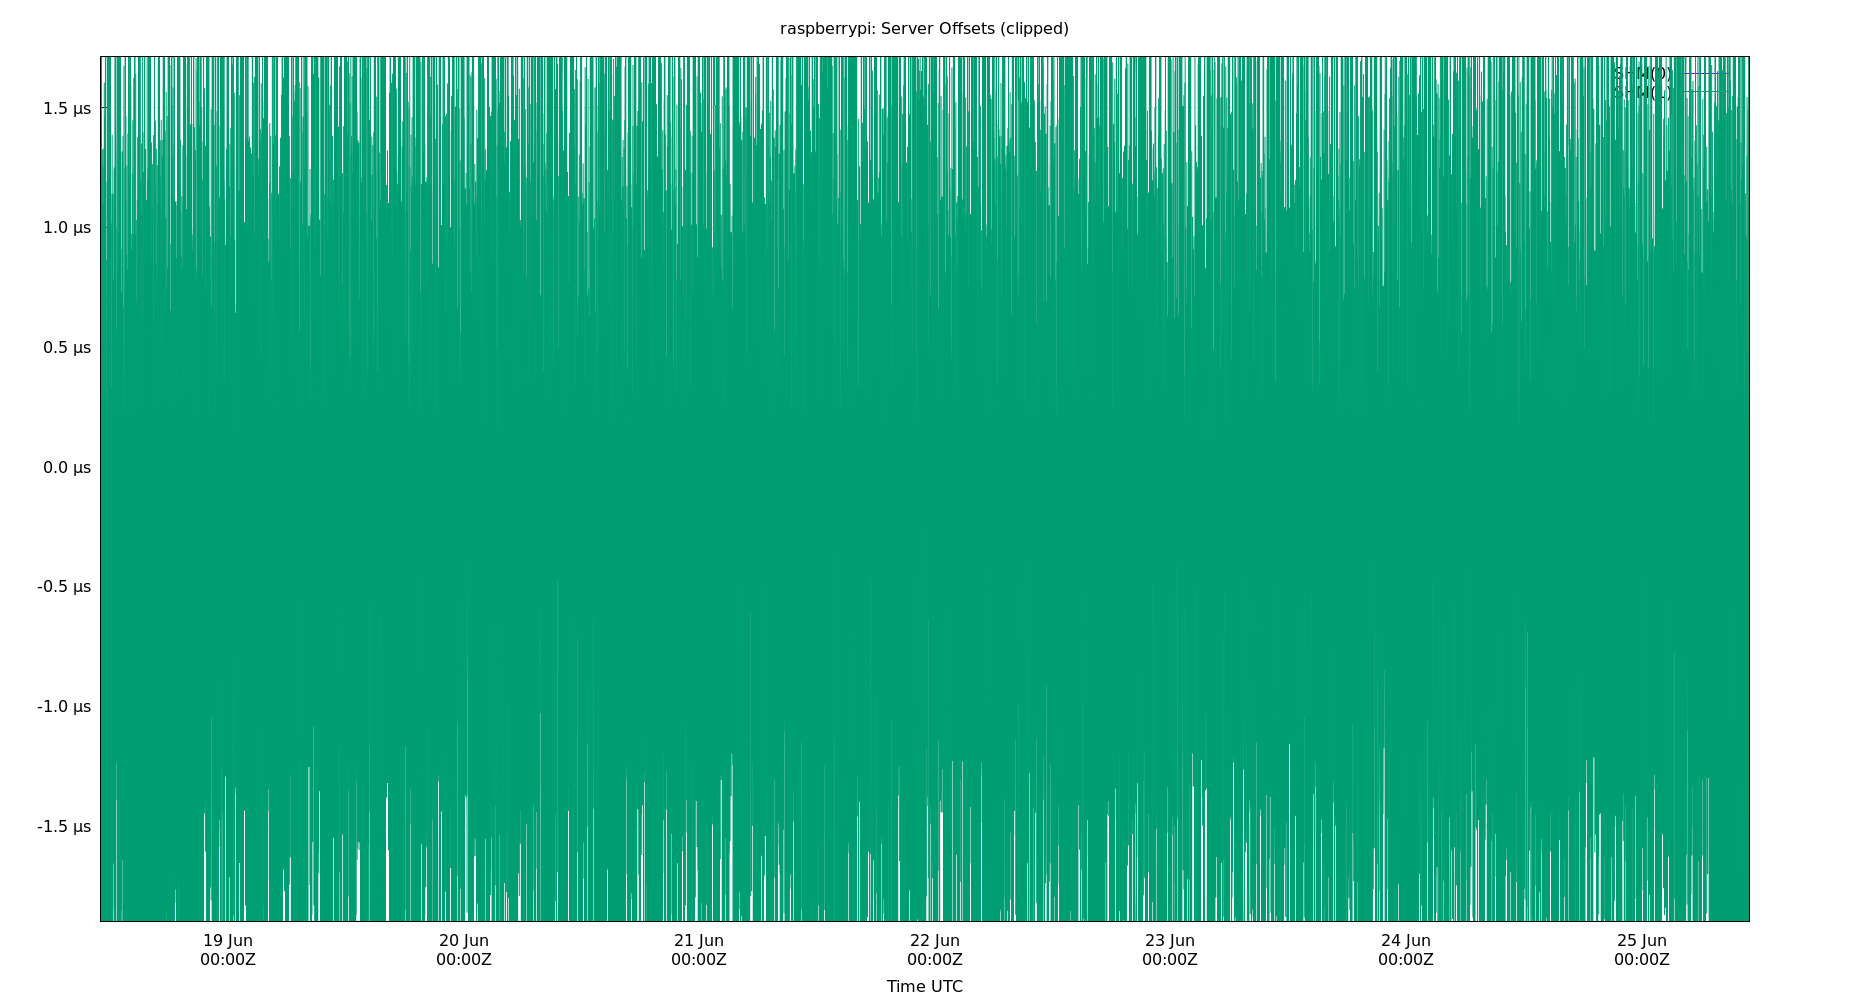 raspberrypi: Server Offsets (clipped)
SHM(0)
1.5 µs
1.0 µs
0.5 µs
0.0 µs
-0.5 µs
-1.0 µs
-1.5 µs
19 Jun 20 Jun 21 Jun 22 Jun 23 Jun 24 Jun 25 Jun
00:00Z 00:00Z 00:00Z 00:00Z 00:00Z 00:00Z 00:00Z
Time UTC